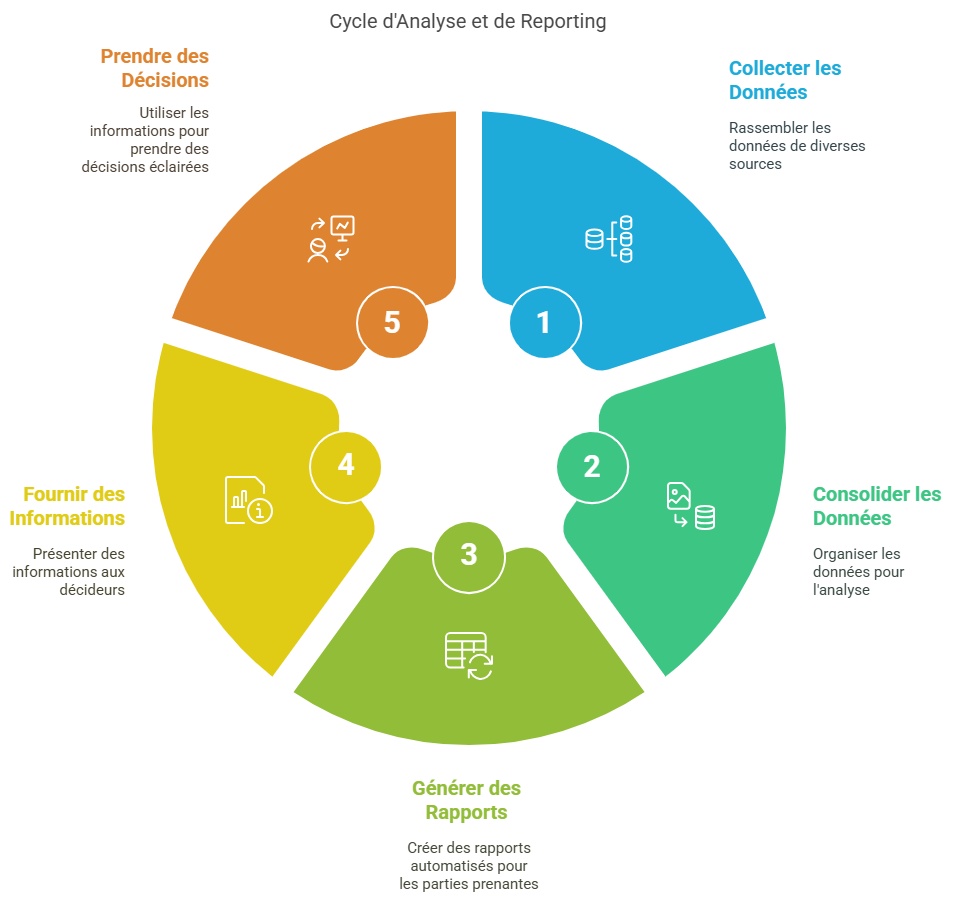 Cycle d'Analyse et de Reporting
Prendre des
Décisions
Utiliser les
informations pour
prendre des
décisions éclairées
Collecter les
Données
Rassembler les
données de diverses
sources
5
1
4
2
3
Fournir des
Informations
Présenter des
informations aux
décideurs
Consolider les
Données
Organiser les
données pour
l'analyse
Générer des
Rapports
Créer des rapports
automatisés pour
les parties prenantes